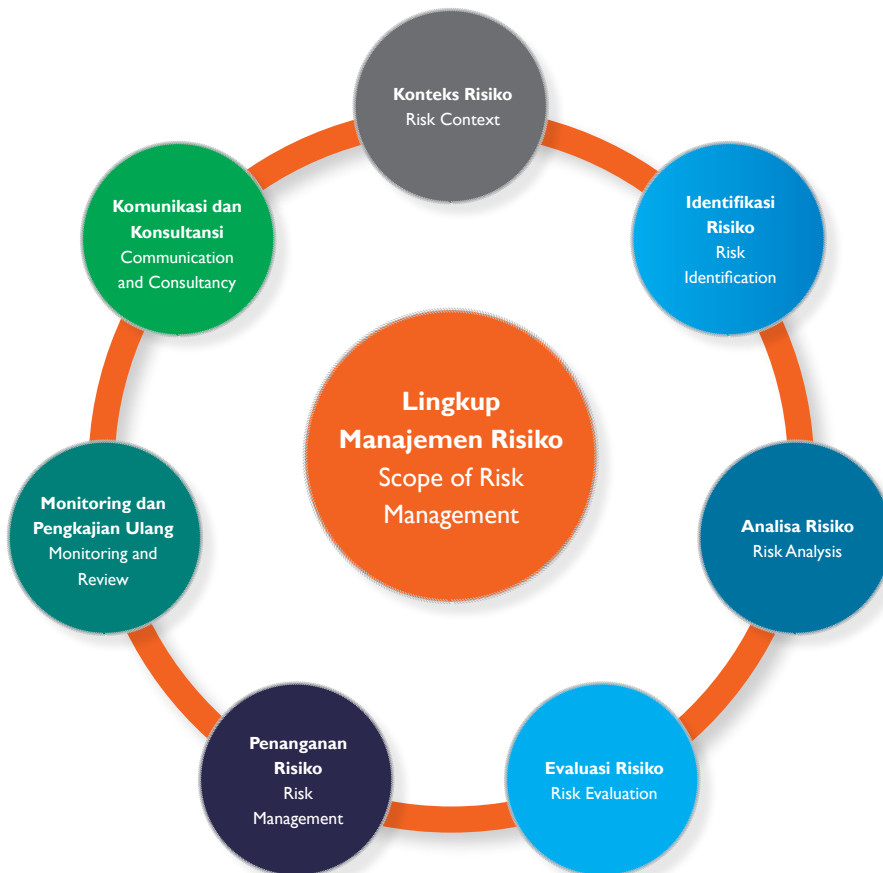 Konteks Risiko
Risk Context
Identifikasi
Risiko
Risk
Identification
Analisa Risiko
Risk Analysis
Evaluasi Risiko
Risk Evaluation
Penanganan
Risiko
Risk
Management
Monitoring dan
Pengkajian Ulang
Monitoring and
Review
Komunikasi dan
Konsultansi
Communication
and Consultancy
Lingkup
Manajemen Risiko
Scope of Risk
Management